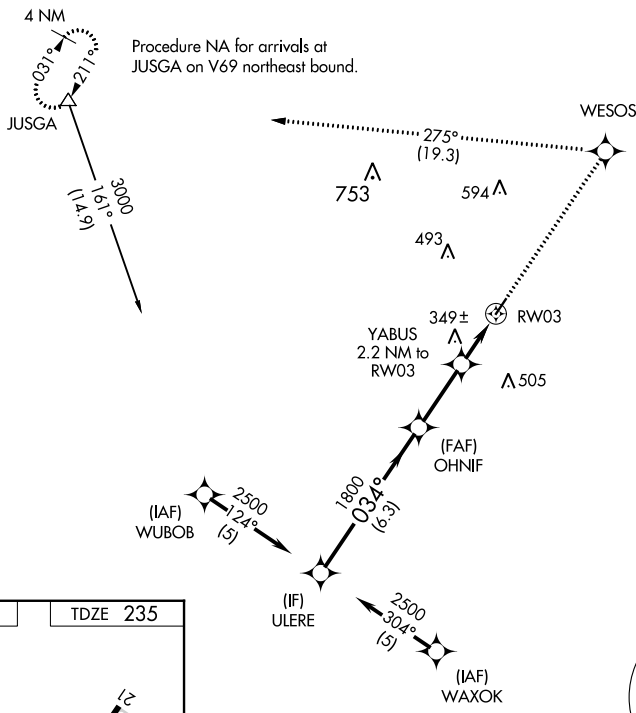 4 NM
031°
211°
JUSGA
Procedure NA for arrivals at
JUSGA on V69 northeast bound.
3000
161°
(14.9)
WESOS
275°
(19.3)
753
594
493
349±
RW03
YABUS
2.2 NM to
RW03
505
(FAF)
OHNIF
1800
034°
(6.3)
(IAF)
WUBOB
2500
124°
(5)
(IF)
ULERE
2500
304°
(5)
(IAF)
WAXOK
TDZE 235
21